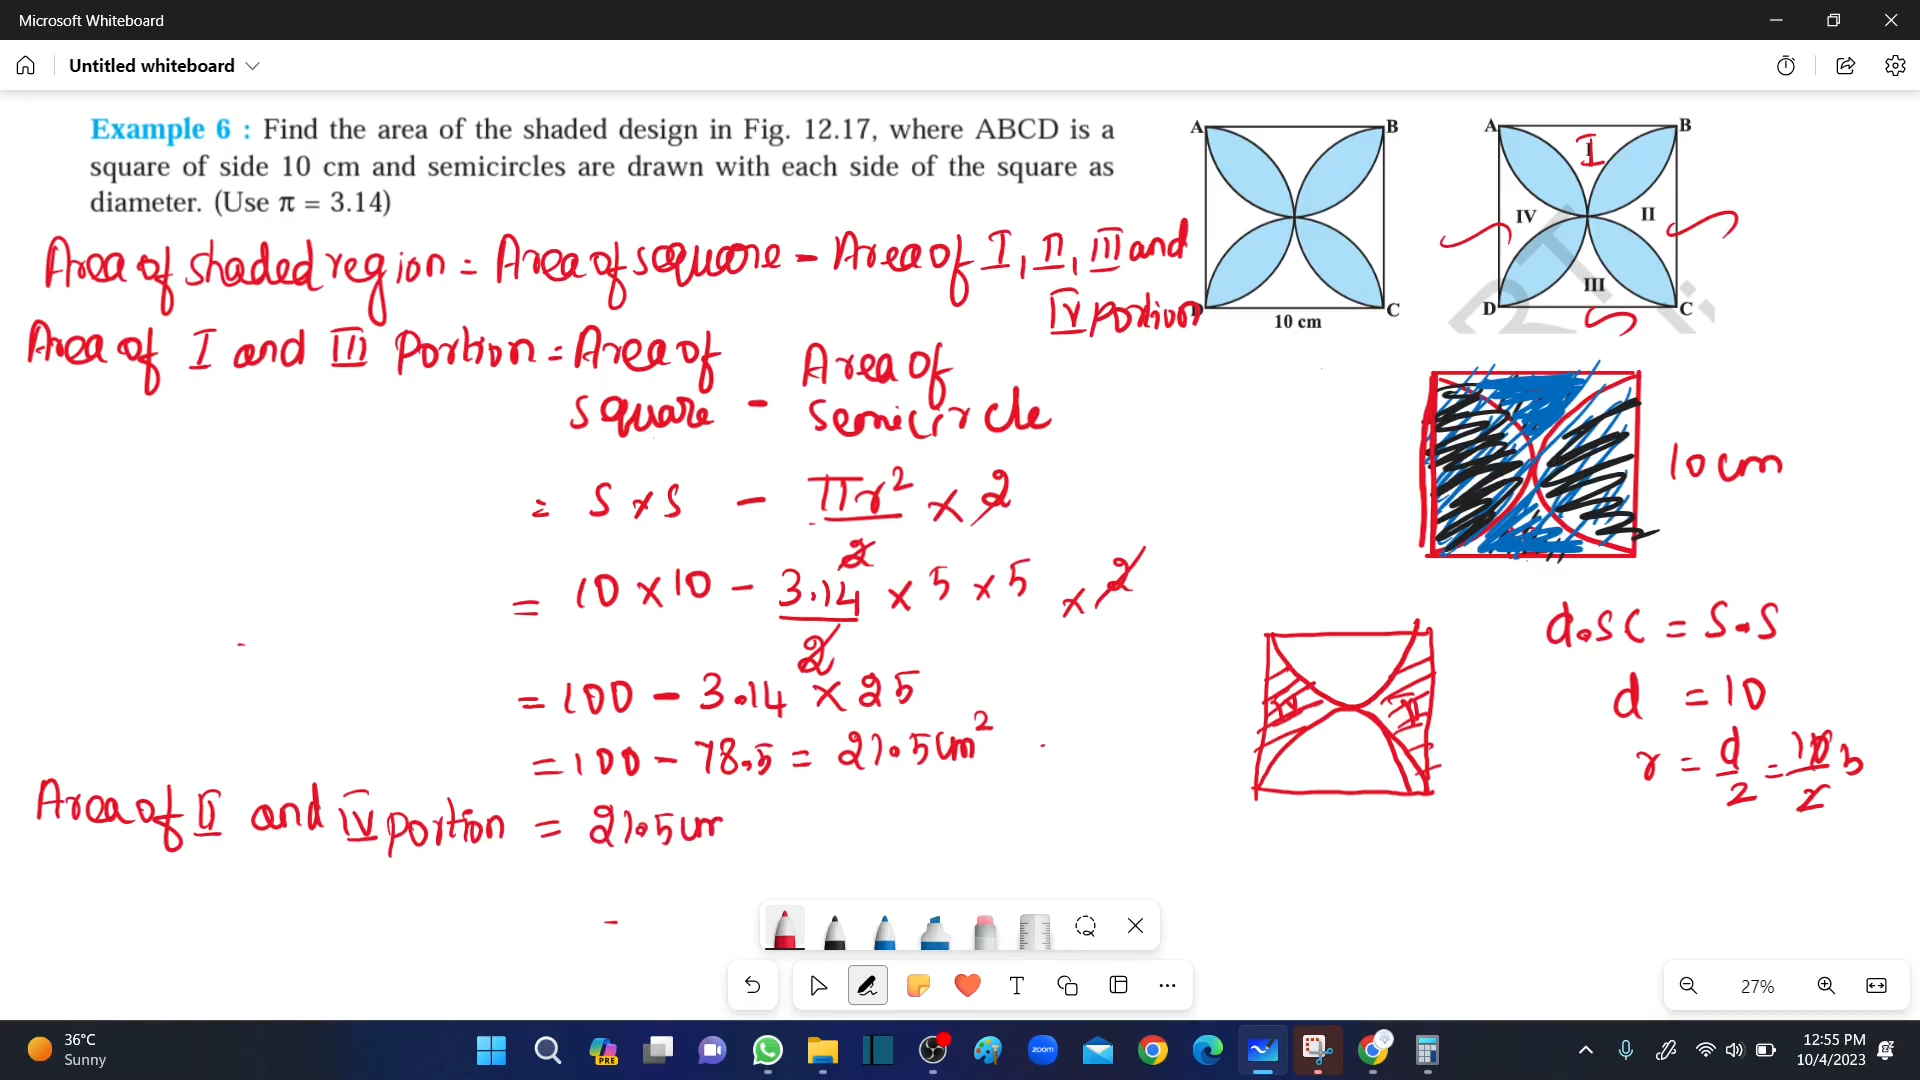 Microsoft Whiteboard
Untitled whiteboard
Example 6 : Find the area of the shaded design in Fig. 12.17, where ABCD is a
square of side 10 cm and semicircles are drawn with each side of the square as
diameter. (Use π = 3.14)
A B
D C
10 cm
A B
I
IV II
III
D C
Area of shaded region = Area of square - Area of I, II, III and
IV portion
Area of I and III Portion = Area of square - Area of semicircle
= S × S - πr²/2 × 2
= 10 × 10 - 3.14/2 × 5 × 5 × 2
= 100 - 3.14 × 25
= 100 - 78.5 = 21.5 cm²
Area of II and IV portion = 21.5 cm
10 cm
IV II
d.sc = S.S
d = 10
r = d/2 = 10/2 5
27%
36°C
Sunny
PRE
zoom
12:55 PM
10/4/2023